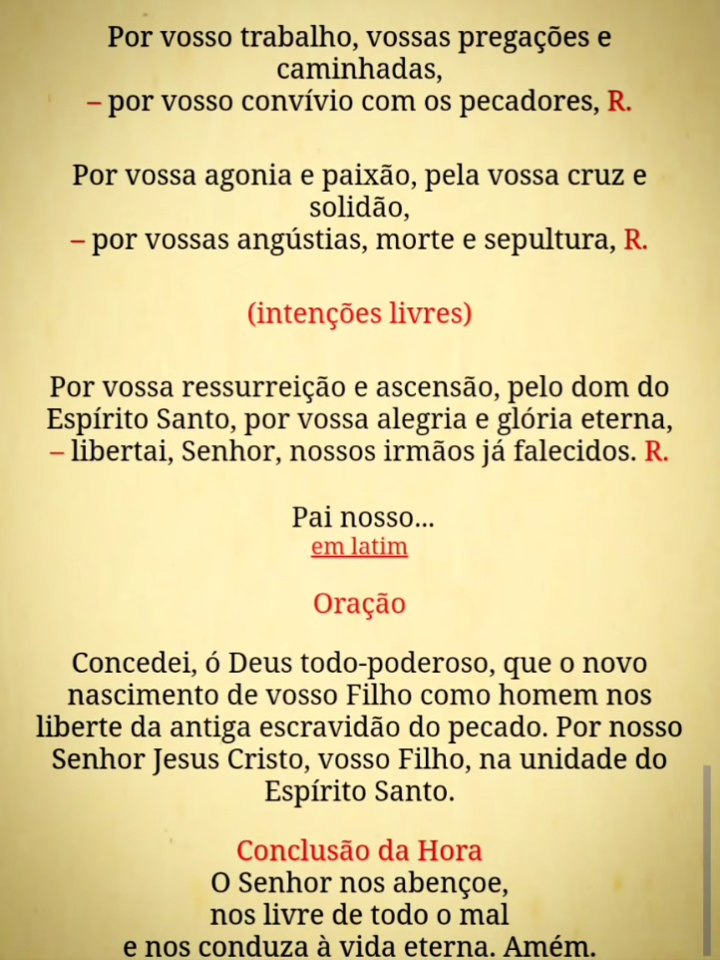 Por vosso trabalho, vossas pregações e
caminhadas,
– por vosso convívio com os pecadores, R.
Por vossa agonia e paixão, pela vossa cruz e
solidão,
– por vossas angústias, morte e sepultura, R.
(intenções livres)
Por vossa ressurreição e ascensão, pelo dom do
Espírito Santo, por vossa alegria e glória eterna,
– libertai, Senhor, nossos irmãos já falecidos. R.
Pai nosso...
em latim
Oração
Concedei, ó Deus todo-poderoso, que o novo
nascimento de vosso Filho como homem nos
liberte da antiga escravidão do pecado. Por nosso
Senhor Jesus Cristo, vosso Filho, na unidade do
Espírito Santo.
Conclusão da Hora
O Senhor nos abençoe,
nos livre de todo o mal
e nos conduza à vida eterna. Amém.